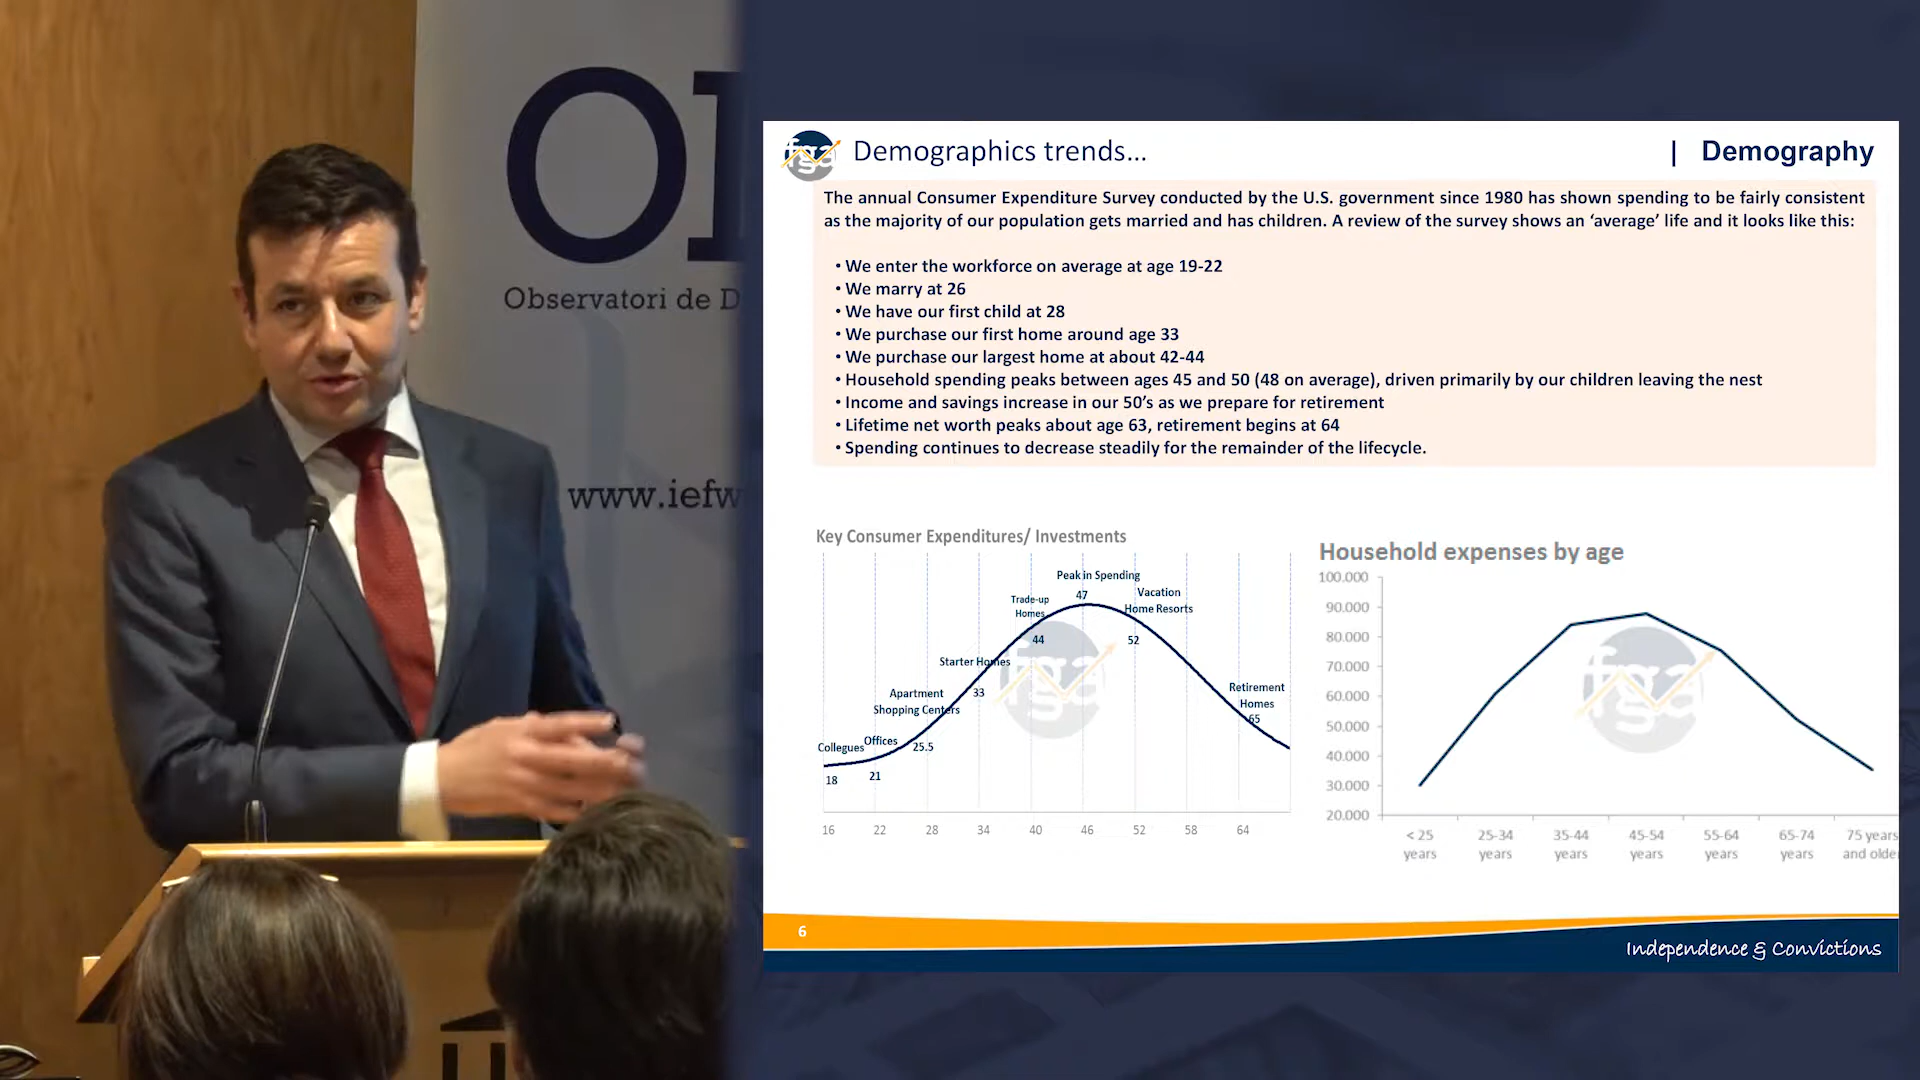 Observatori de D
www.iefw
fga
Demographics trends...
| Demography
The annual Consumer Expenditure Survey conducted by the U.S. government since 1980 has shown spending to be fairly consistent
as the majority of our population gets married and has children. A review of the survey shows an ‘average’ life and it looks like this:
• We enter the workforce on average at age 19-22
• We marry at 26
• We have our first child at 28
• We purchase our first home around age 33
• We purchase our largest home at about 42-44
• Household spending peaks between ages 45 and 50 (48 on average), driven primarily by our children leaving the nest
• Income and savings increase in our 50’s as we prepare for retirement
• Lifetime net worth peaks about age 63, retirement begins at 64
• Spending continues to decrease steadily for the remainder of the lifecycle.
Key Consumer Expenditures/ Investments
Peak in Spending
47
Trade-up
Homes
44
Vacation
Home Resorts
52
Starter Homes
33
Apartment
Shopping Centers
25.5
Collegues
18
Offices
21
Retirement
Homes
65
fga
16 22 28 34 40 46 52 58 64
Household expenses by age
100.000
90.000
80.000
70.000
60.000
50.000
40.000
30.000
20.000
fga
< 25 25-34 35-44 45-54 55-64 65-74 75 years
years years years years years years and olde
6
Independence & Convictions